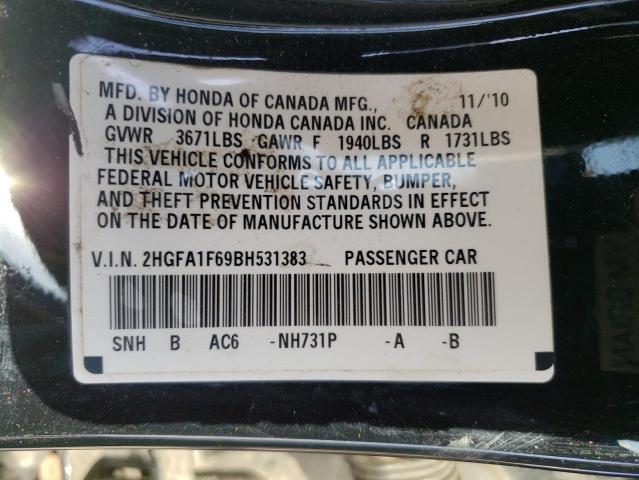 MFD. BY HONDA OF CANADA MFG., 11/'10
A DIVISION OF HONDA CANADA INC. CANADA
GVWR 3671LBS GAWR F 1940LBS R 1731LBS
THIS VEHICLE CONFORMS TO ALL APPLICABLE
FEDERAL MOTOR VEHICLE SAFETY, BUMPER,
AND THEFT PREVENTION STANDARDS IN EFFECT
ON THE DATE OF MANUFACTURE SHOWN ABOVE.
V.I.N. 2HGFA1F69BH531383 PASSENGER CAR
SNH B AC6 -NH731P -A -B